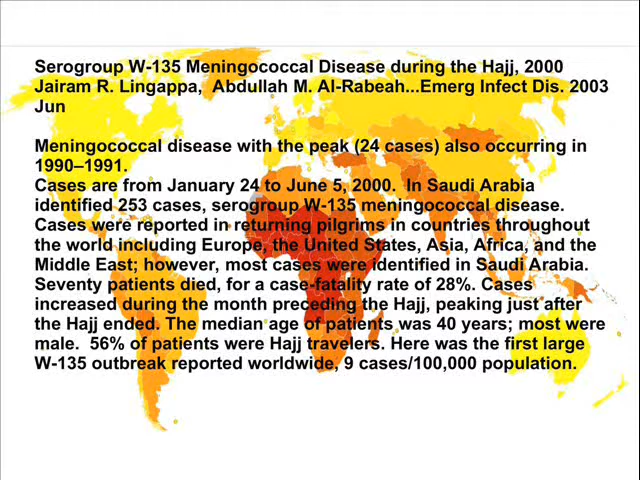 Serogroup W-135 Meningococcal Disease during the Hajj, 2000
Jairam R. Lingappa,  Abdullah M. Al-Rabeah...Emerg Infect Dis. 2003
Jun
Meningococcal disease with the peak (24 cases) also occurring in
1990–1991.
Cases are from January 24 to June 5, 2000.  In Saudi Arabia
identified 253 cases, serogroup W-135 meningococcal disease.
Cases were reported in returning pilgrims in countries throughout
the world including Europe, the United States, Asia, Africa, and the
Middle East; however, most cases were identified in Saudi Arabia.
Seventy patients died, for a case-fatality rate of 28%. Cases
increased during the month preceding the Hajj, peaking just after
the Hajj ended. The median age of patients was 40 years; most were
male.  56% of patients were Hajj travelers. Here was the first large
W-135 outbreak reported worldwide, 9 cases/100,000 population.